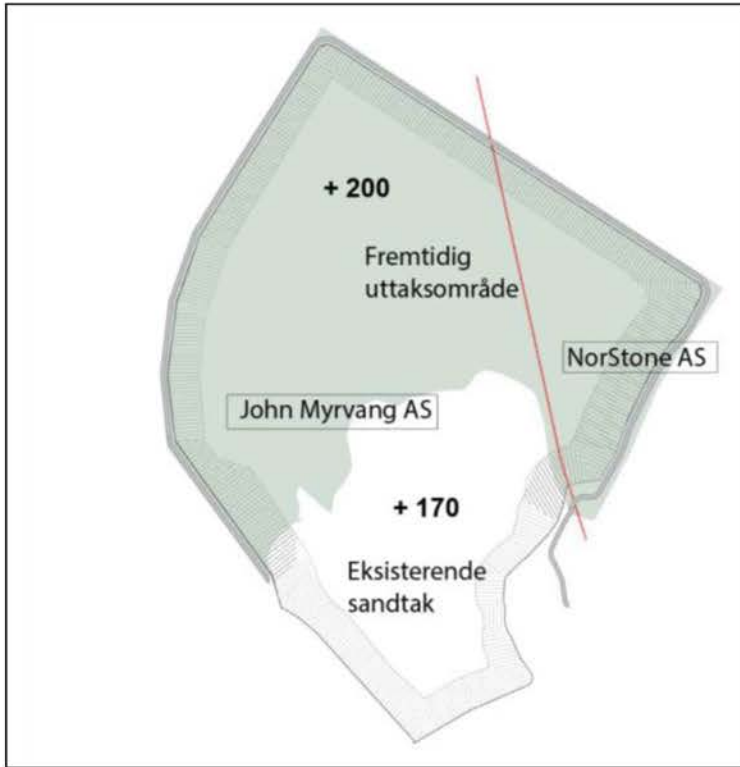 + 200
Fremtidig
uttaksområde
NorStone AS
John Myrvang AS
+ 170
Eksisterende
sandtak